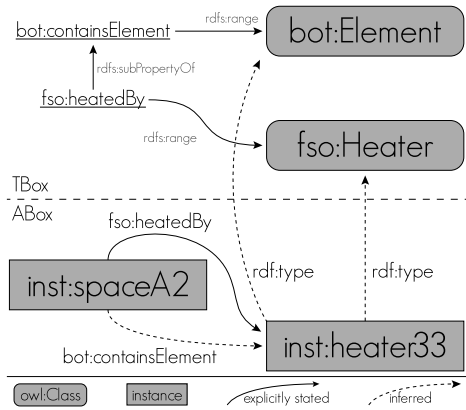 bot:containsElement
rdfs:range
bot:Element
rdfs:subPropertyOf
fso:heatedBy
rdfs:range
fso:Heater
TBox
ABox
fso:heatedBy
inst:spaceA2
rdf:type
rdf:type
bot:containsElement
inst:heater33
owl:Class
instance
explicitly stated
inferred